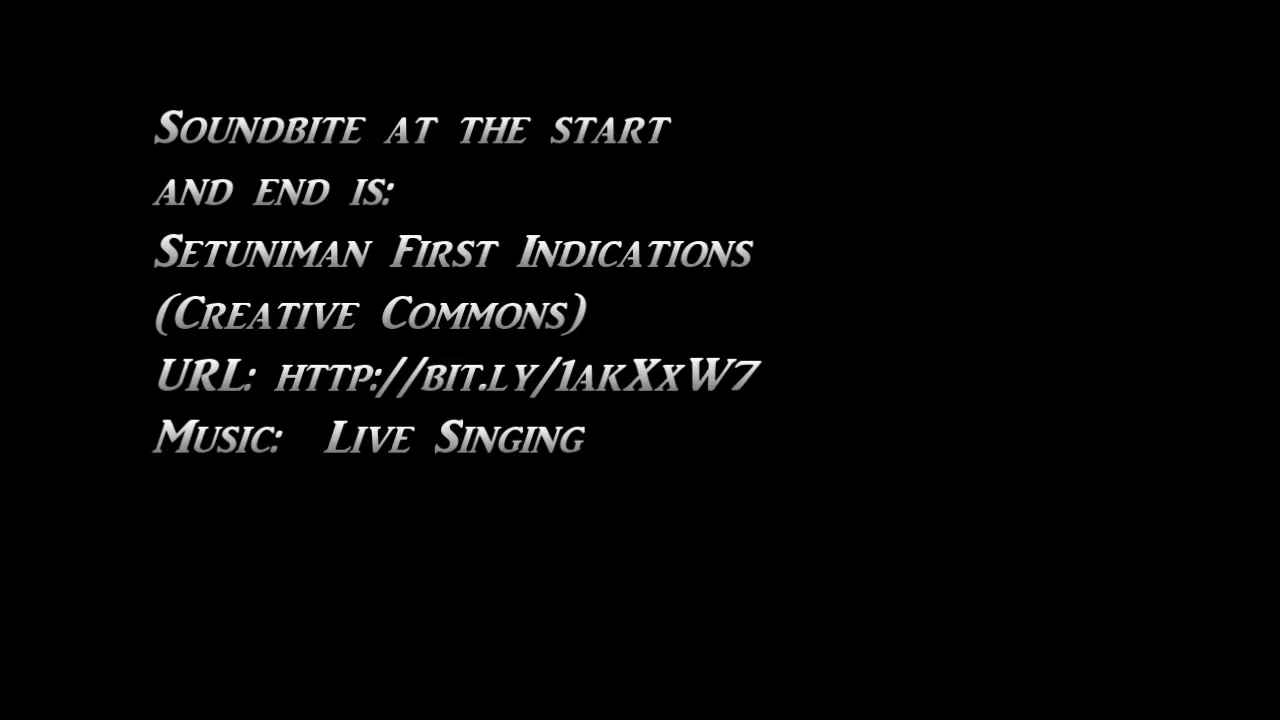 Soundbite at the start
and end is:
Setuniman First Indications
(Creative Commons)
URL: http://bit.ly/1akXxW7
Music: Live Singing